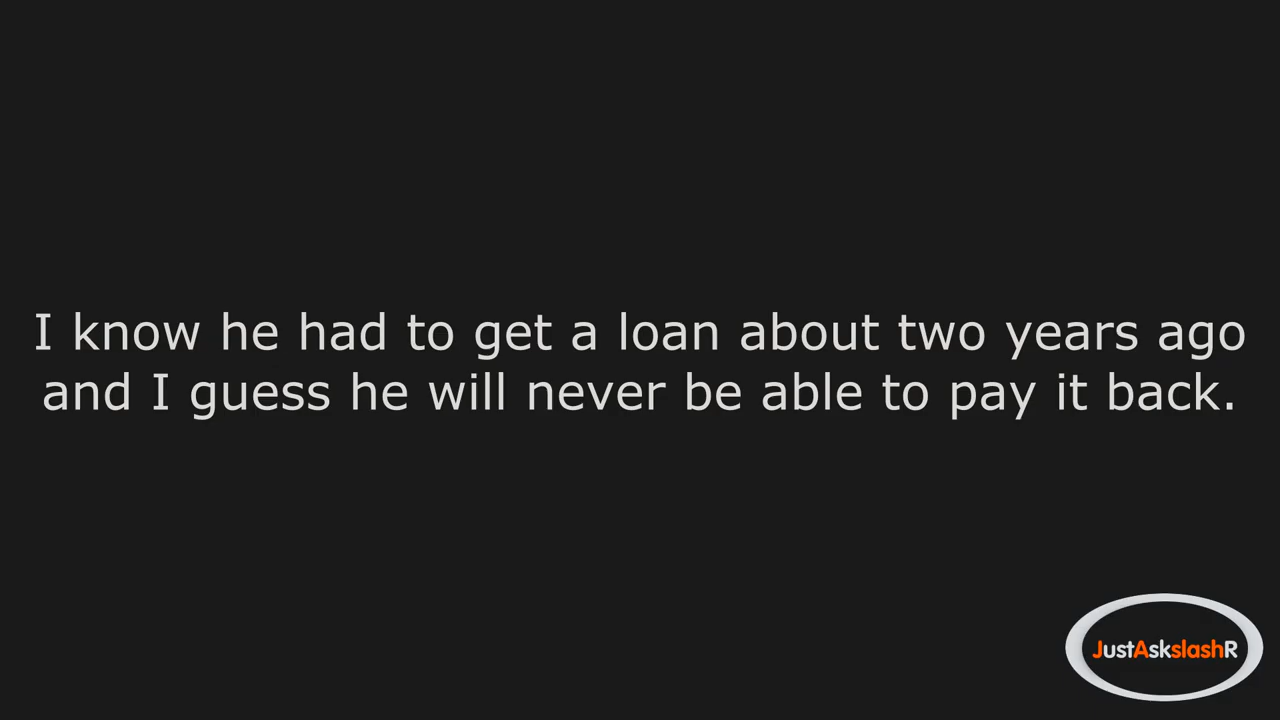 I know he had to get a loan about two years ago
and I guess he will never be able to pay it back.
JustAskslashR